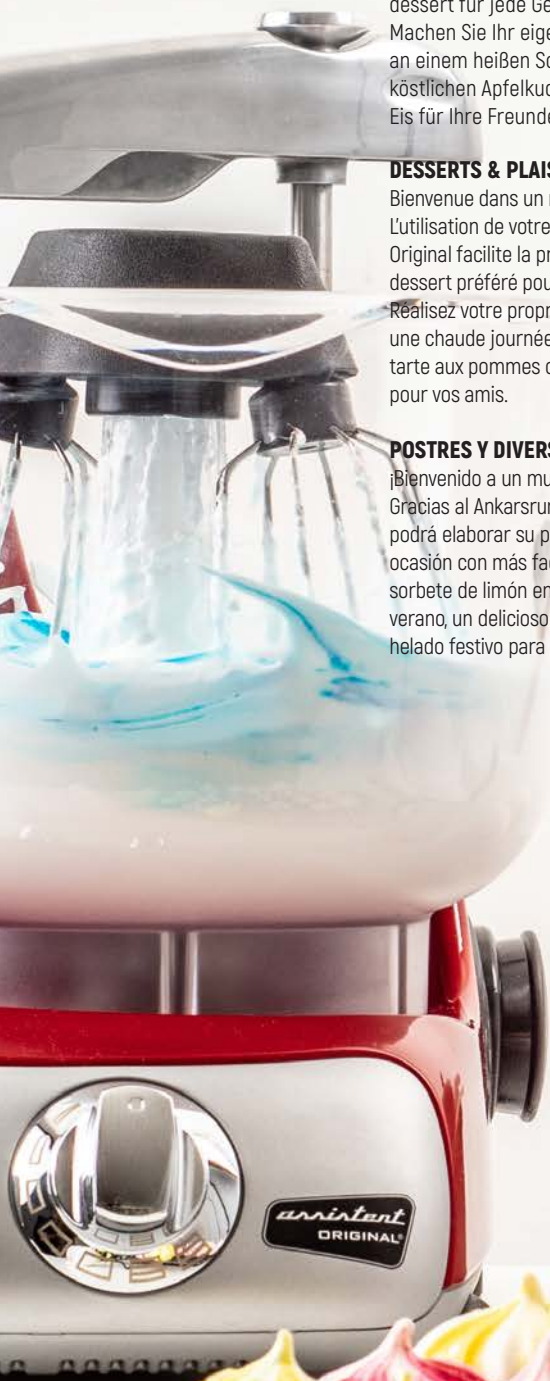 dessert für jede Ge
Machen Sie Ihr eige
an einem heißen So
köstlichen Apfelkuc
Eis für Ihre Freunde
DESSERTS & PLAIS
Bienvenue dans un
L'utilisation de votre
Original facilite la pr
dessert préféré pou
Réalisez votre propr
une chaude journée
tarte aux pommes
pour vos amis.
POSTRES Y DIVERS
¡Bienvenido a un mu
Gracias al Ankarsrum
podrá elaborar su p
ocasión con más fac
sorbete de limón en
verano, un delicioso
helado festivo para
assistent
ORIGINAL®